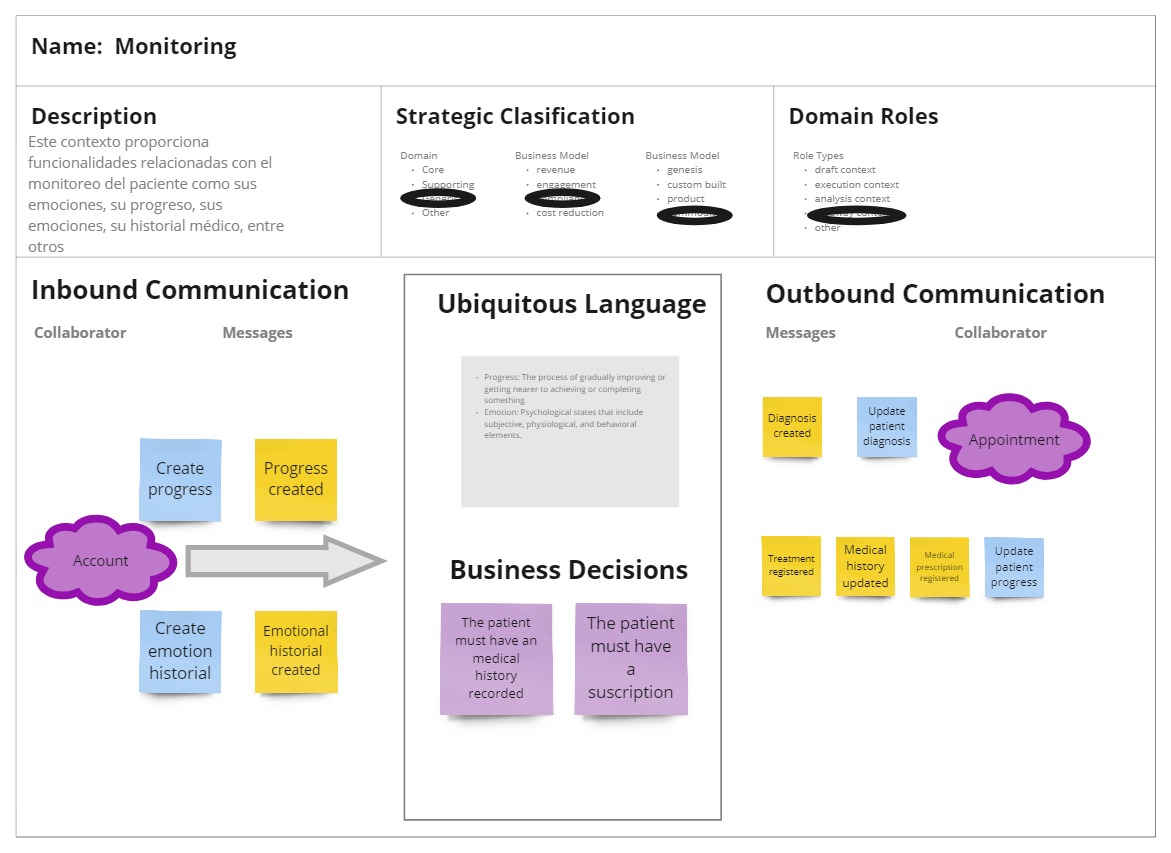 Name: Monitoring
Description
Este contexto proporciona
funcionalidades relacionadas con el
monitoreo del paciente como sus
emociones, su progreso, sus
emociones, su historial médico, entre
otros
Strategic Clasification
Domain
• Core
• Supporting
• Other
Business Model
• revenue
• engagement
• cost reduction
Business Model
• genesis
• custom built
• product
Domain Roles
Role Types
• draft context
• execution context
• analysis context
• other
Inbound Communication
Collaborator
Messages
Create
progress
Progress
created
Account
Create
emotion
historial
Emotional
historial
created
Ubiquitous Language
• Progress: The process of gradually improving or
getting nearer to achieving or completing
something
• Emotion: Psychological states that include
subjective, physiological, and behavioral
elements.
Business Decisions
The patient
must have an
medical
history
recorded
The patient
must have
a
suscription
Outbound Communication
Messages
Collaborator
Diagnosis
created
Update
patient
diagnosis
Appointment
Treatment
registered
Medical
history
updated
Medical
prescription
registered
Update
patient
progress